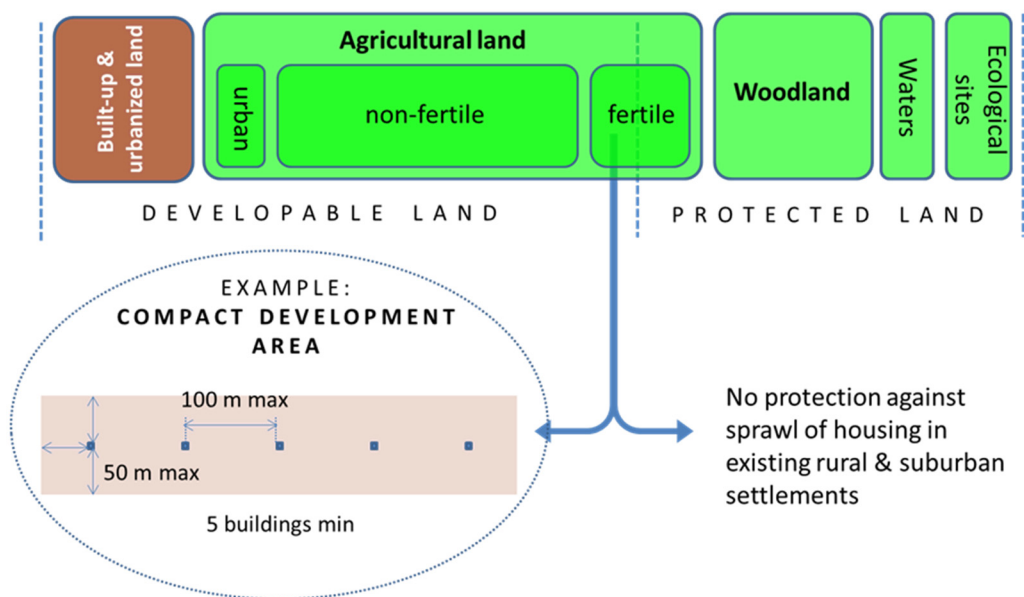 Built-up &
urbanized land
Agricultural land
urban
non-fertile
fertile
Woodland
Waters
Ecological
sites
DEVELOPABLE LAND
PROTECTED LAND
EXAMPLE:
COMPACT DEVELOPMENT
AREA
100 m max
50 m max
5 buildings min
No protection against
sprawl of housing in
existing rural & suburban
settlements